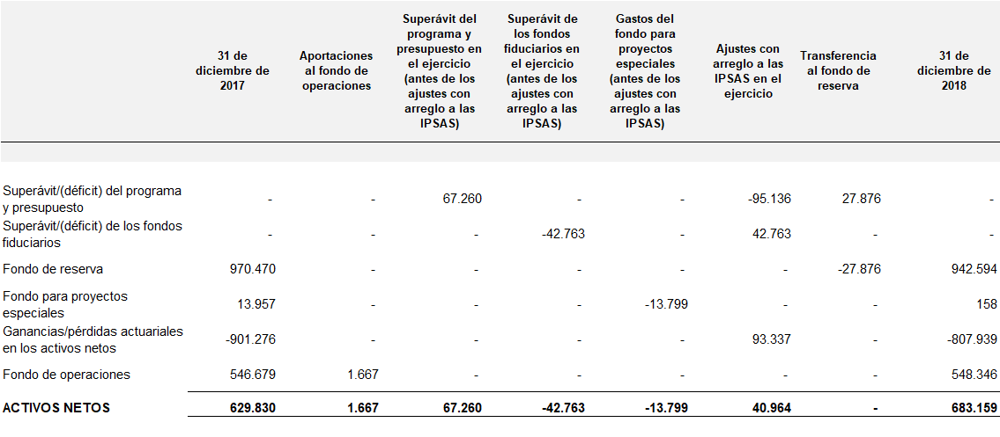 31 de
diciembre de
2017
Aportaciones
al fondo de
operaciones
Superávit del
programa y
presupuesto en
el ejercicio
(antes de los
ajustes con
arreglo a las
IPSAS)
Superávit de
los fondos
fiduciarios en
el ejercicio
(antes de los
ajustes con
arreglo a las
IPSAS)
Gastos del
fondo para
proyectos
especiales
(antes de los
ajustes con
arreglo a las
IPSAS)
Ajustes con
arreglo a las
IPSAS en el
ejercicio
Transferencia
al fondo de
reserva
31 de
diciembre de
2018
Superávit/(déficit) del programa
y presupuesto - - 67.260 - - -95.136 27.876 -
Superávit/(déficit) de los fondos
fiduciarios - - - -42.763 - 42.763 - -
Fondo de reserva 970.470 - - - - - -27.876 942.594
Fondo para proyectos
especiales 13.957 - - - -13.799 - - 158
Ganancias/pérdidas actuariales
en los activos netos -901.276 - - - - 93.337 - -807.939
Fondo de operaciones 546.679 1.667 - - - - - 548.346
ACTIVOS NETOS 629.830 1.667 67.260 -42.763 -13.799 40.964 - 683.159